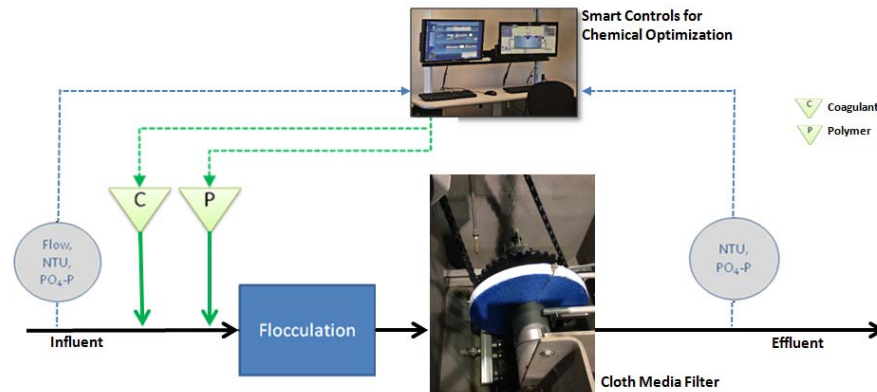 Smart Controls for
Chemical Optimization
C
Coagulant
P
Polymer
C
P
Flow,
NTU,
PO₄-P
NTU,
PO₄-P
Flocculation
Influent
Effluent
Cloth Media Filter